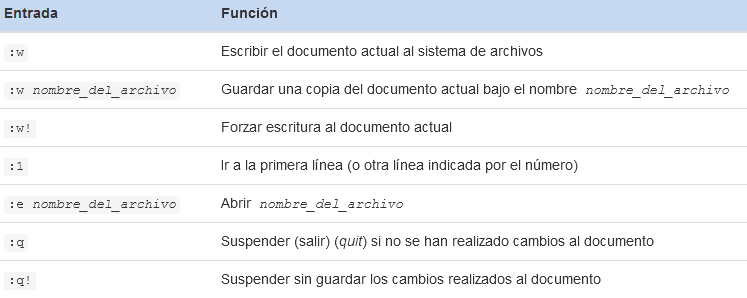 Entrada Función
:w Escribir el documento actual al sistema de archivos
:w nombre_del_archivo Guardar una copia del documento actual bajo el nombre nombre_del_archivo
:w! Forzar escritura al documento actual
:1 Ir a la primera línea (o otra línea indicada por el número)
:e nombre_del_archivo Abrir nombre_del_archivo
:q Suspender (salir) (quit) si no se han realizado cambios al documento
:q! Suspender sin guardar los cambios realizados al documento